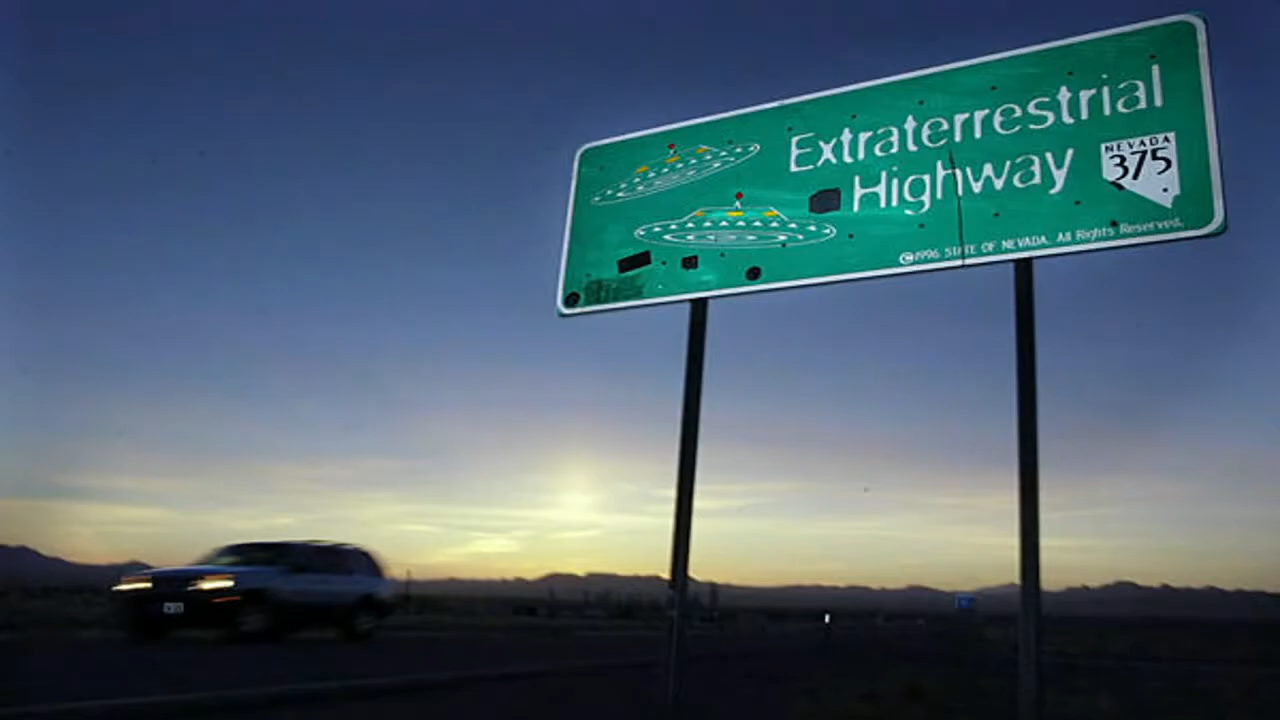 Extraterrestrial
Highway
NEVADA
375
©1996 STATE OF NEVADA. All Rights Reserved.